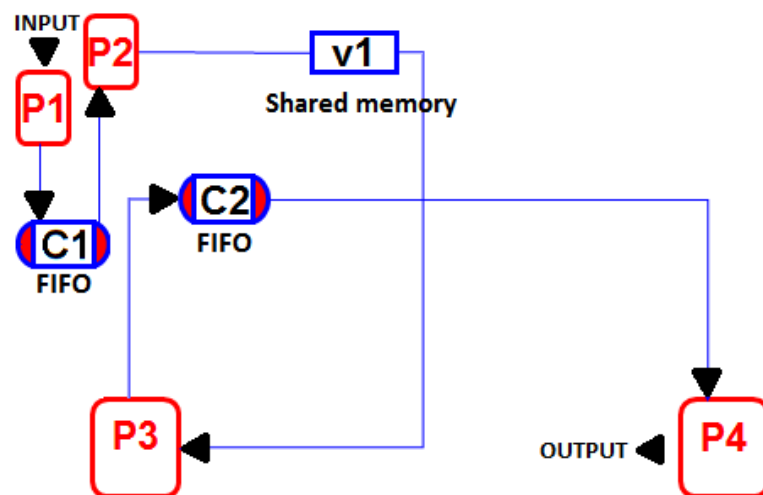 INPUT
P2
v1
P1
Shared memory
C2
FIFO
C1
FIFO
P3
OUTPUT
P4